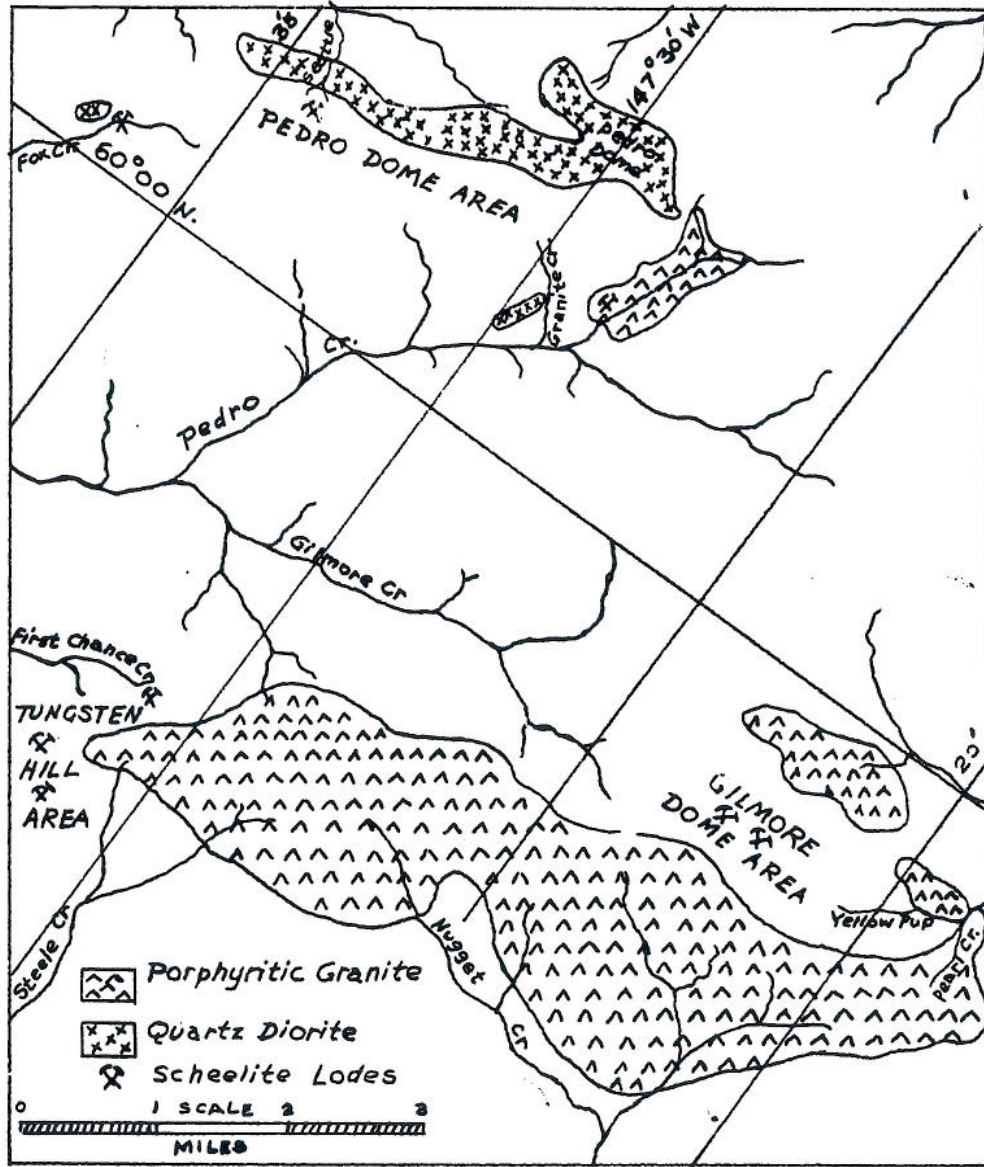 35'
Seattle
147°30'W
Pedro
Dome
PEDRO DOME AREA
Fox Cr.
60°00
N.
Granite Cr.
Cr.
Pedro
Gilmore Cr
First Chance Cr
TUNGSTEN
HILL
AREA
GILMORE
DOME AREA
Yellow Pup
Pearl Cr.
Steele Cr
Nugget
Cr
Porphyritic Granite
Quartz Diorite
Scheelite Lodes
0 1 SCALE 2 3
MILES